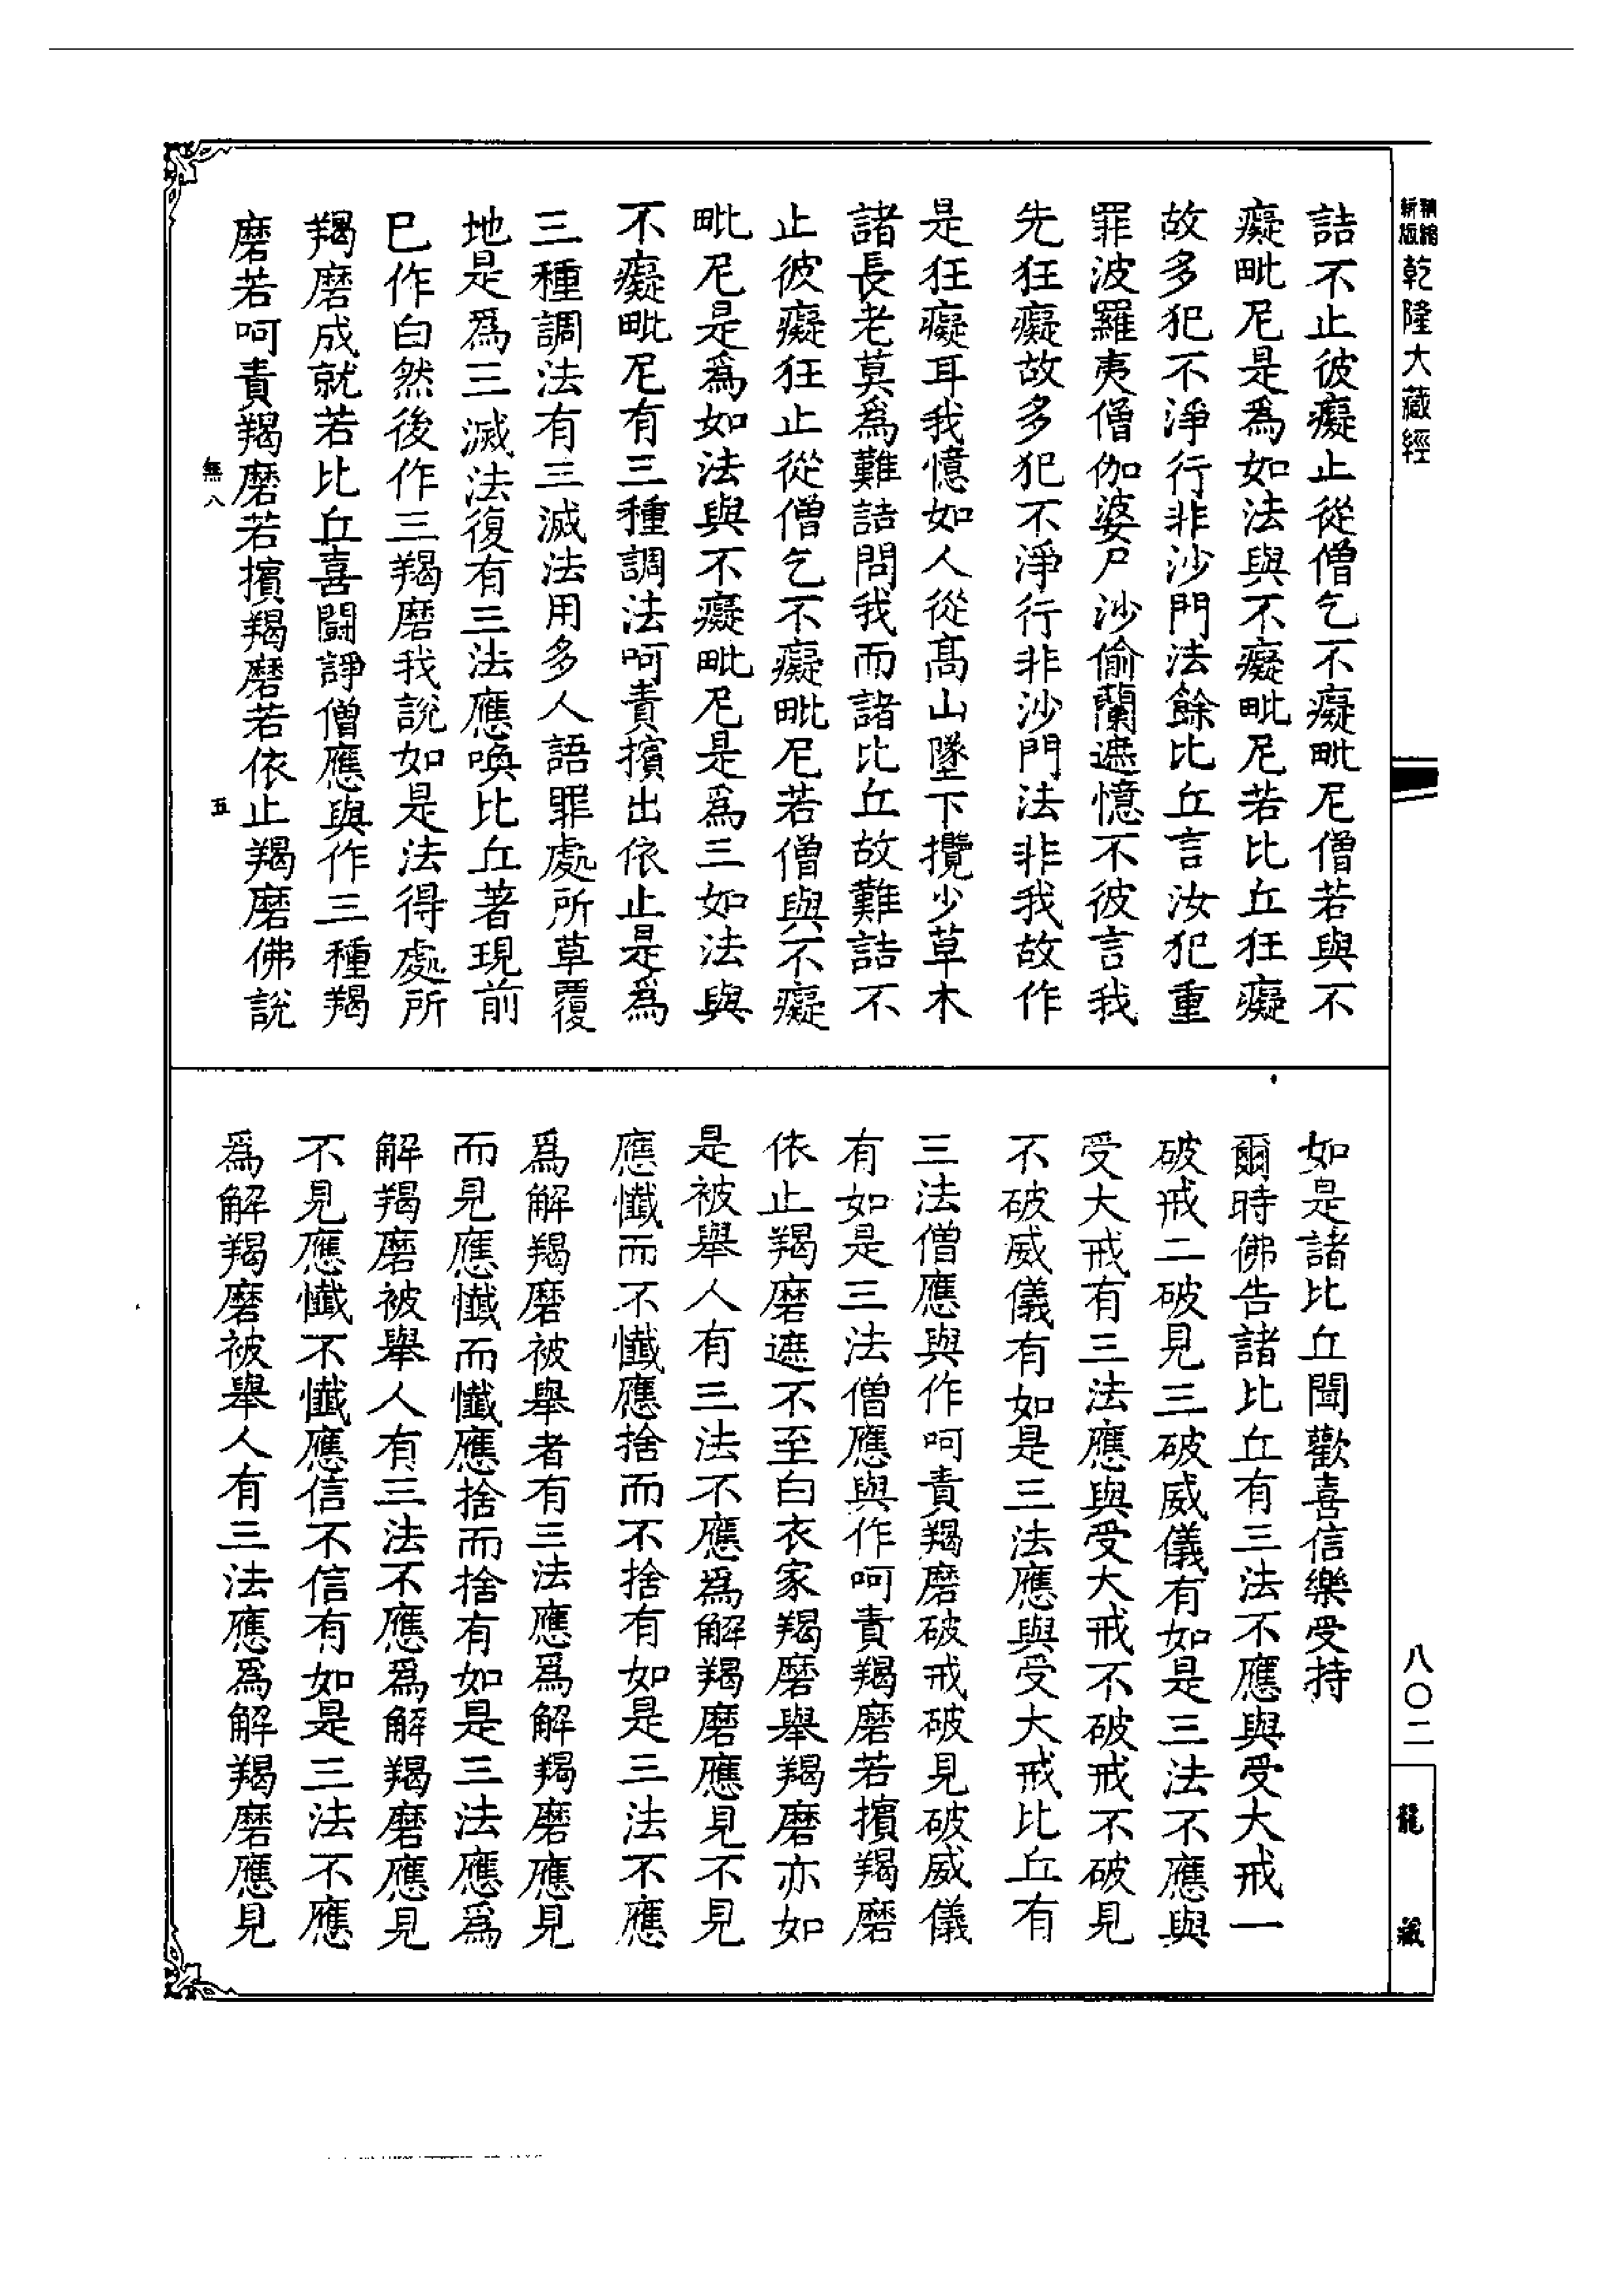 精縮
新版
乾隆大藏經
八〇二
龍藏
詰不止彼癡止從僧乞不癡毗尼僧若與不
癡毗尼是爲如法與不癡毗尼若比丘狂癡
故多犯不淨行非沙門法餘比丘言汝犯重
罪波羅夷僧伽婆尸沙偷蘭遮憶不彼言我
先狂癡故多犯不淨行非沙門法非我故作
是狂癡耳我憶如人從高山墜下攬少草木
諸長老莫爲難詰問我而諸比丘故難詰不
止彼癡狂止從僧乞不癡毗尼若僧與不癡
毗尼是爲如法與不癡毗尼是爲三如法與
不癡毗尼有三種調法呵責擯出依止是爲
三種調法有三滅法用多人語罪處所草覆
地是爲三滅法復有三法應喚比丘著現前
巳作白然後作三羯磨我説如是法得處所
羯磨成就若比丘喜鬪諍僧應與作三種羯
磨若呵責羯磨若擯羯磨若依止羯磨佛説
無八
五
如是諸比丘聞歡喜信樂受持
爾時佛告諸比丘有三法不應與受大戒一
破戒二破見三破威儀有如是三法不應與
受大戒有三法應與受大戒不破戒不破見
不破威儀有如是三法應與受大戒比丘有
三法僧應與作呵責羯磨破戒破見破威儀
有如是三法僧應與作呵責羯磨若擯羯磨
依止羯磨遮不至白衣家羯磨舉羯磨亦如
是被舉人有三法不應爲解羯磨應見不見
應懺而不懺應捨而不捨有如是三法不應
爲解羯磨被舉者有三法應爲解羯磨應見
而見應懺而懺應捨而捨有如是三法應爲
解羯磨被舉人有三法不應爲解羯磨應見
不見應懺不懺應信不信有如是三法不應
爲解羯磨被舉人有三法應爲解羯磨應見